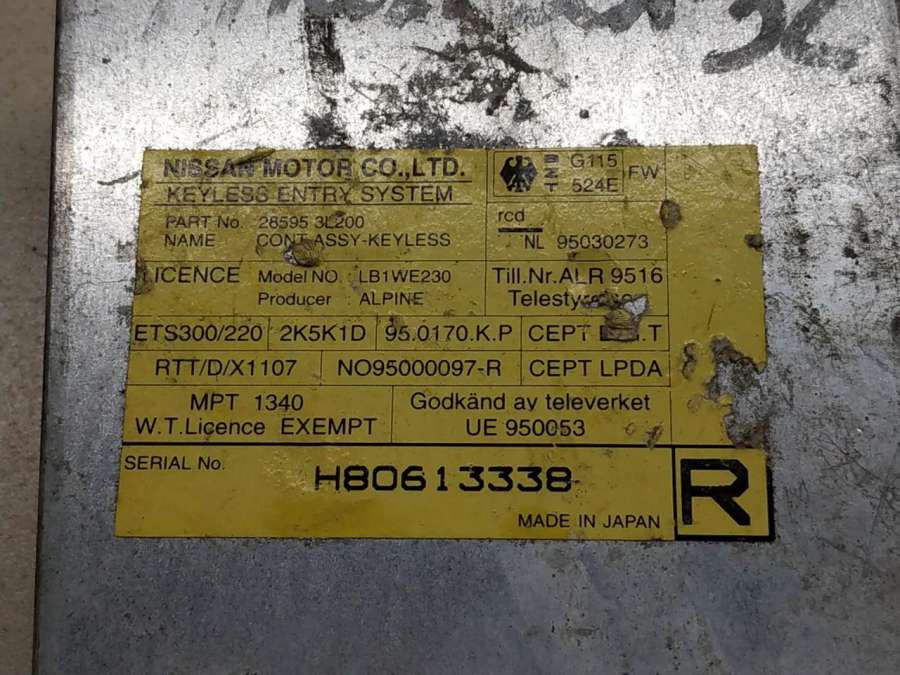 NISSAN MOTOR CO.,LTD.
KEYLESS ENTRY SYSTEM
PART No. 28595 3L200
NAME CONT ASSY-KEYLESS
G115
524E FW
rcd
NL 95030273
LICENCE Model NO. LB1WE230
Producer : ALPINE
Till.Nr.ALR 9516
ETS300/220 2K5K1D 95.0170.K.P CEPT
RTT/D/X1107 NO95000097-R CEPT LPDA
MPT 1340
W.T.Licence EXEMPT
Godkänd av televerket
UE 950053
SERIAL No. H80613338
MADE IN JAPAN
R